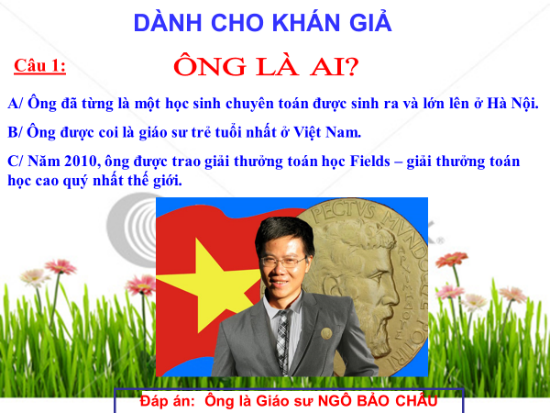 DÀNH CHO KHÁN GIẢ
Câu 1:
ÔNG LÀ AI?
A/ Ông đã từng là một học sinh chuyên toán được sinh ra và lớn lên ở Hà Nội.
B/ Ông được coi là giáo sư trẻ tuổi nhất ở Việt Nam.
C/ Năm 2010, ông được trao giải thưởng toán học Fields – giải thưởng toán
học cao quý nhất thế giới.
Đáp án: Ông là Giáo sư NGÔ BẢO CHÂU